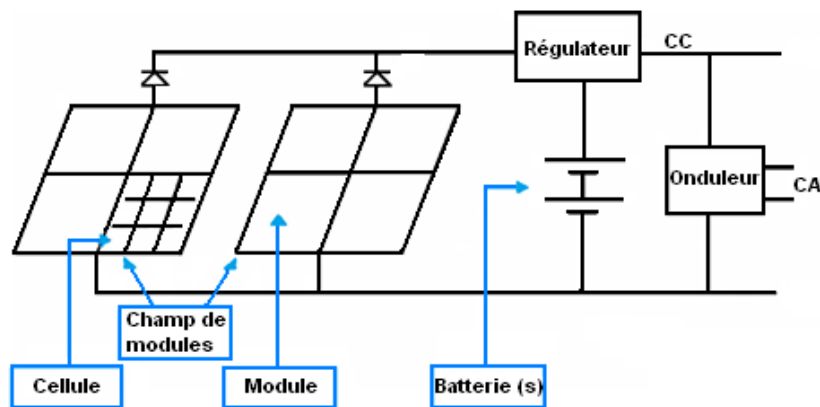 Régulateur
CC
Onduleur
CA
Champ de
modules
Cellule
Module
Batterie (s)